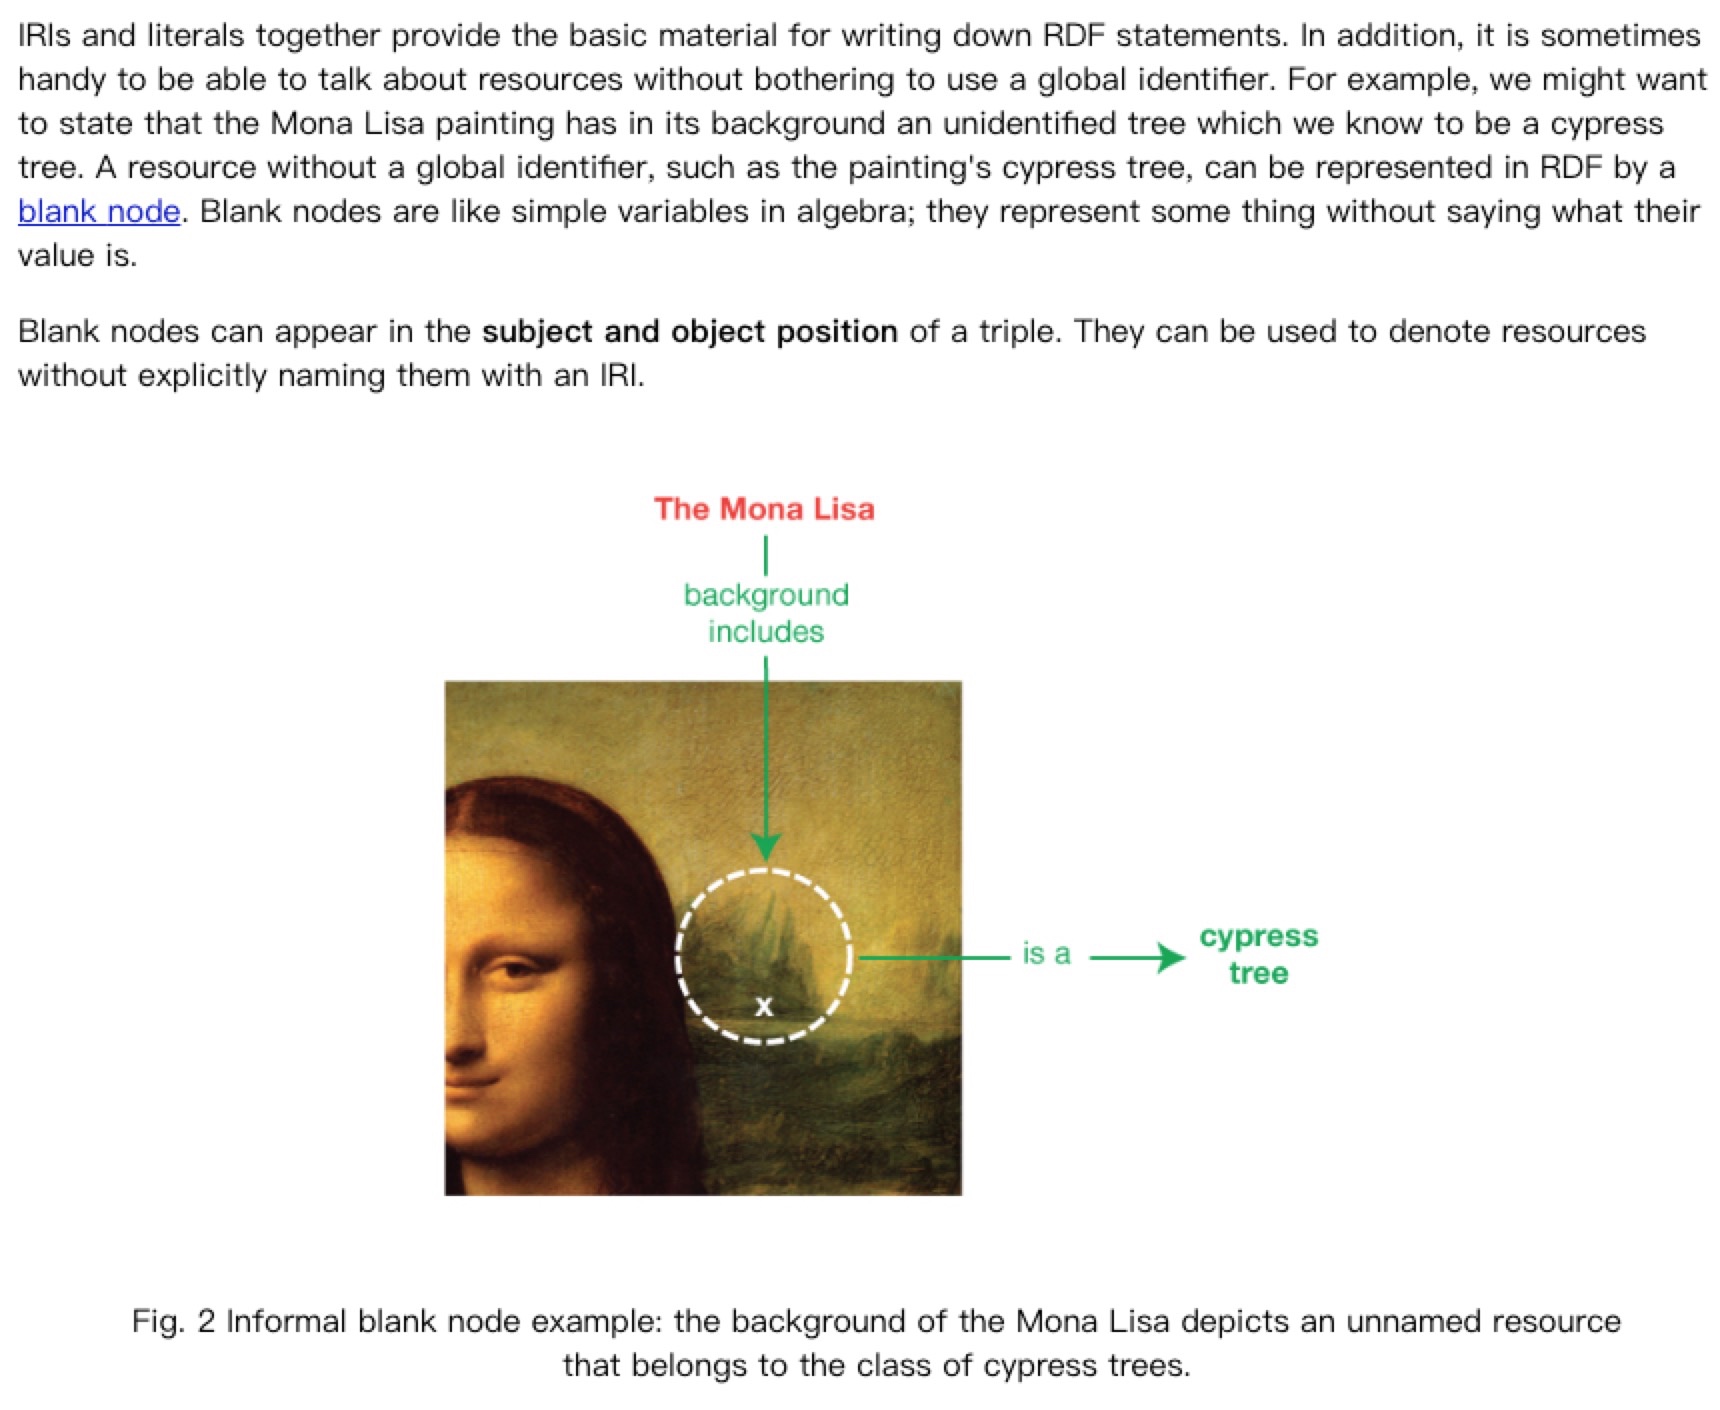 IRIs and literals together provide the basic material for writing down RDF statements. In addition, it is sometimes
handy to be able to talk about resources without bothering to use a global identifier. For example, we might want
to state that the Mona Lisa painting has in its background an unidentified tree which we know to be a cypress
tree. A resource without a global identifier, such as the painting's cypress tree, can be represented in RDF by a
blank node. Blank nodes are like simple variables in algebra; they represent some thing without saying what their
value is.
Blank nodes can appear in the subject and object position of a triple. They can be used to denote resources
without explicitly naming them with an IRI.
The Mona Lisa
background
includes
x
is a
cypress
tree
Fig. 2 Informal blank node example: the background of the Mona Lisa depicts an unnamed resource
that belongs to the class of cypress trees.